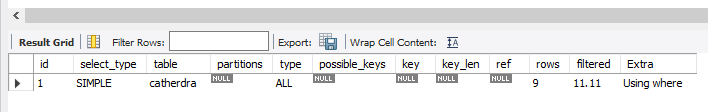 Result Grid Filter Rows: Export: Wrap Cell Content:
id select_type table partitions type possible_keys key key_len ref rows filtered Extra
1 SIMPLE catherdra NULL ALL NULL NULL NULL NULL 9 11.11 Using where